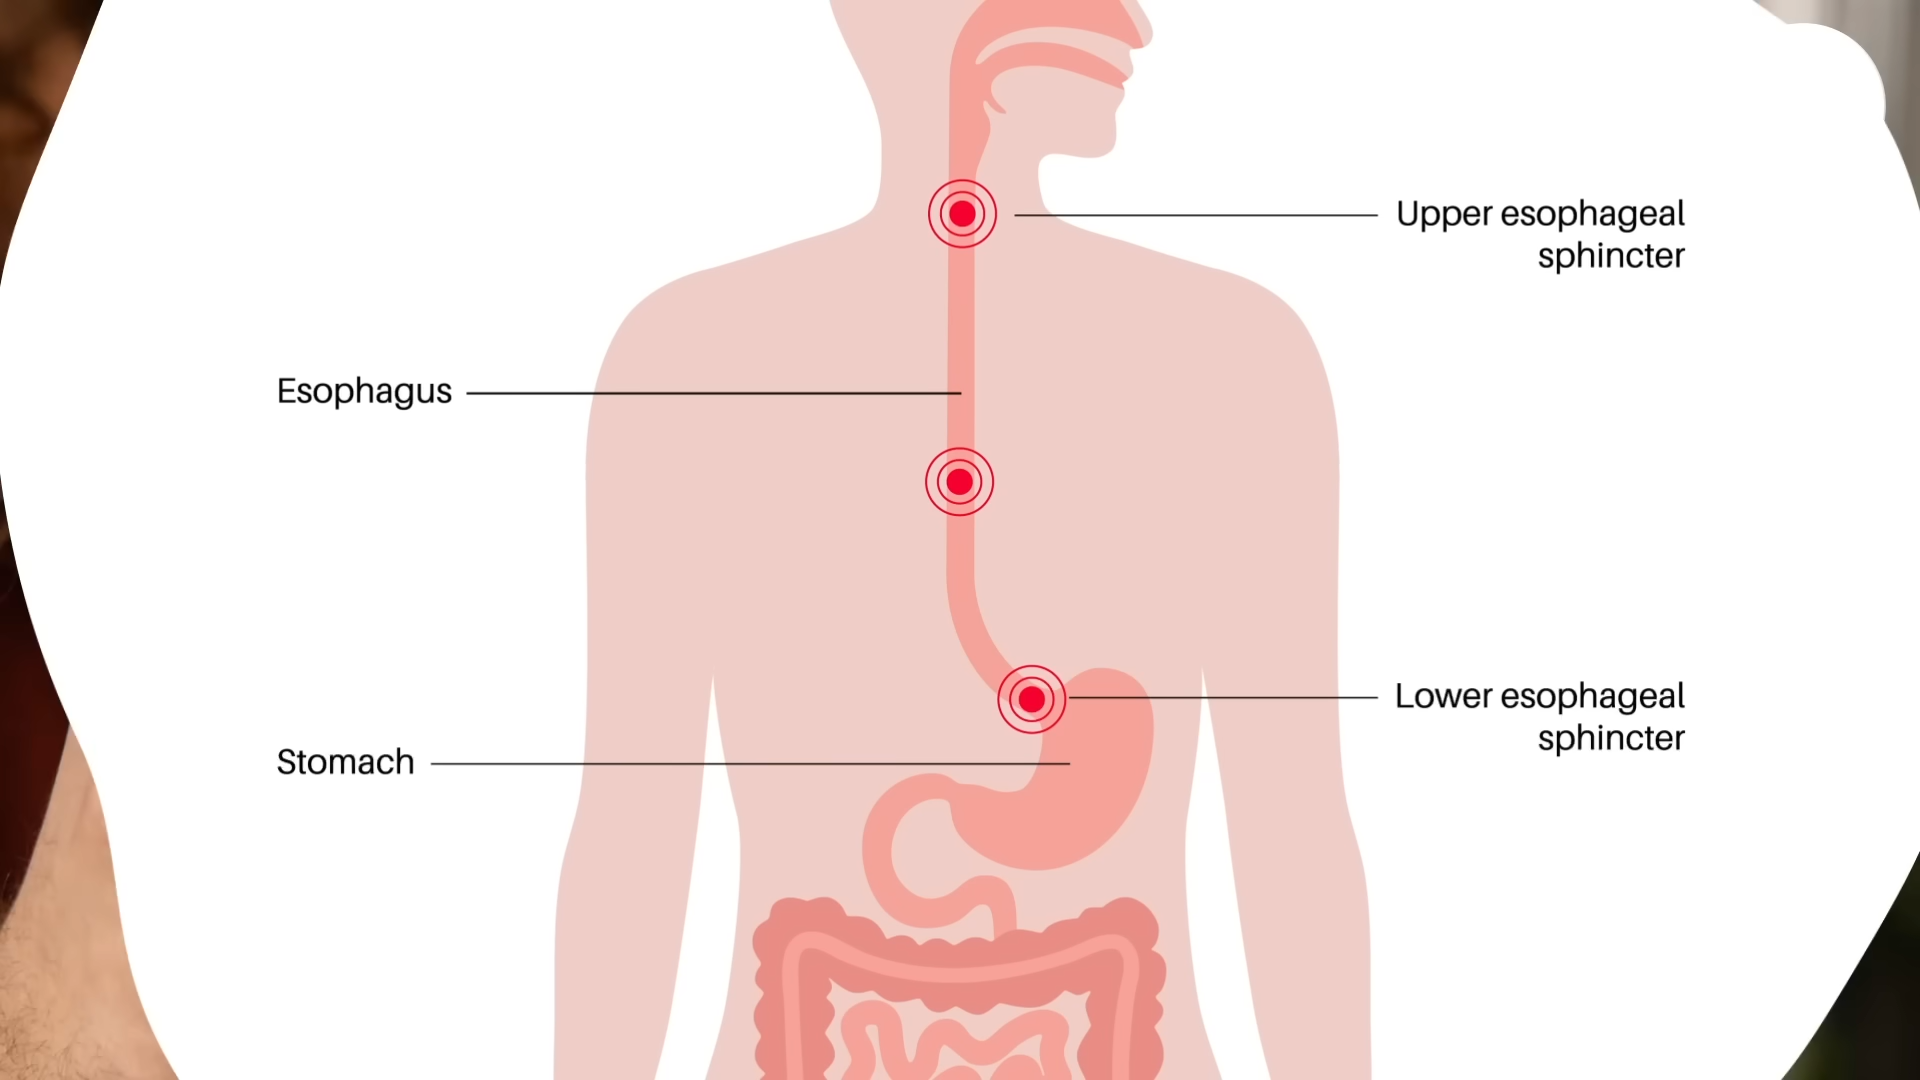 Upper esophageal
sphincter
Esophagus
Lower esophageal
sphincter
Stomach